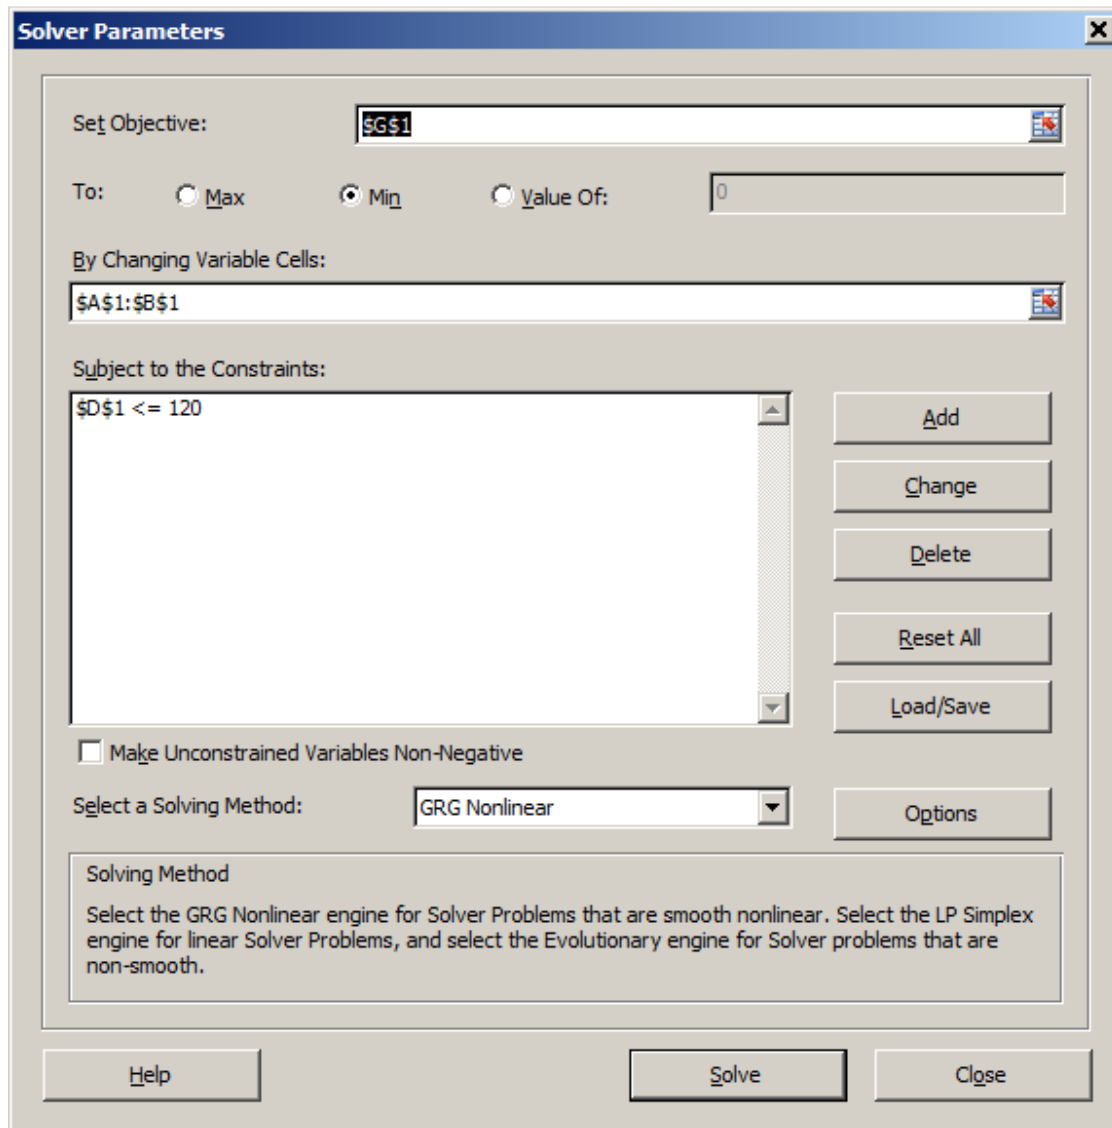 Solver Parameters
Set Objective: $G$1
To: Max Min Value Of: 0
By Changing Variable Cells:
$A$1:$B$1
Subject to the Constraints:
$D$1 <= 120
Add
Change
Delete
Reset All
Load/Save
Make Unconstrained Variables Non-Negative
Select a Solving Method: GRG Nonlinear Options
Solving Method
Select the GRG Nonlinear engine for Solver Problems that are smooth nonlinear. Select the LP Simplex
engine for linear Solver Problems, and select the Evolutionary engine for Solver problems that are
non-smooth.
Help Solve Close